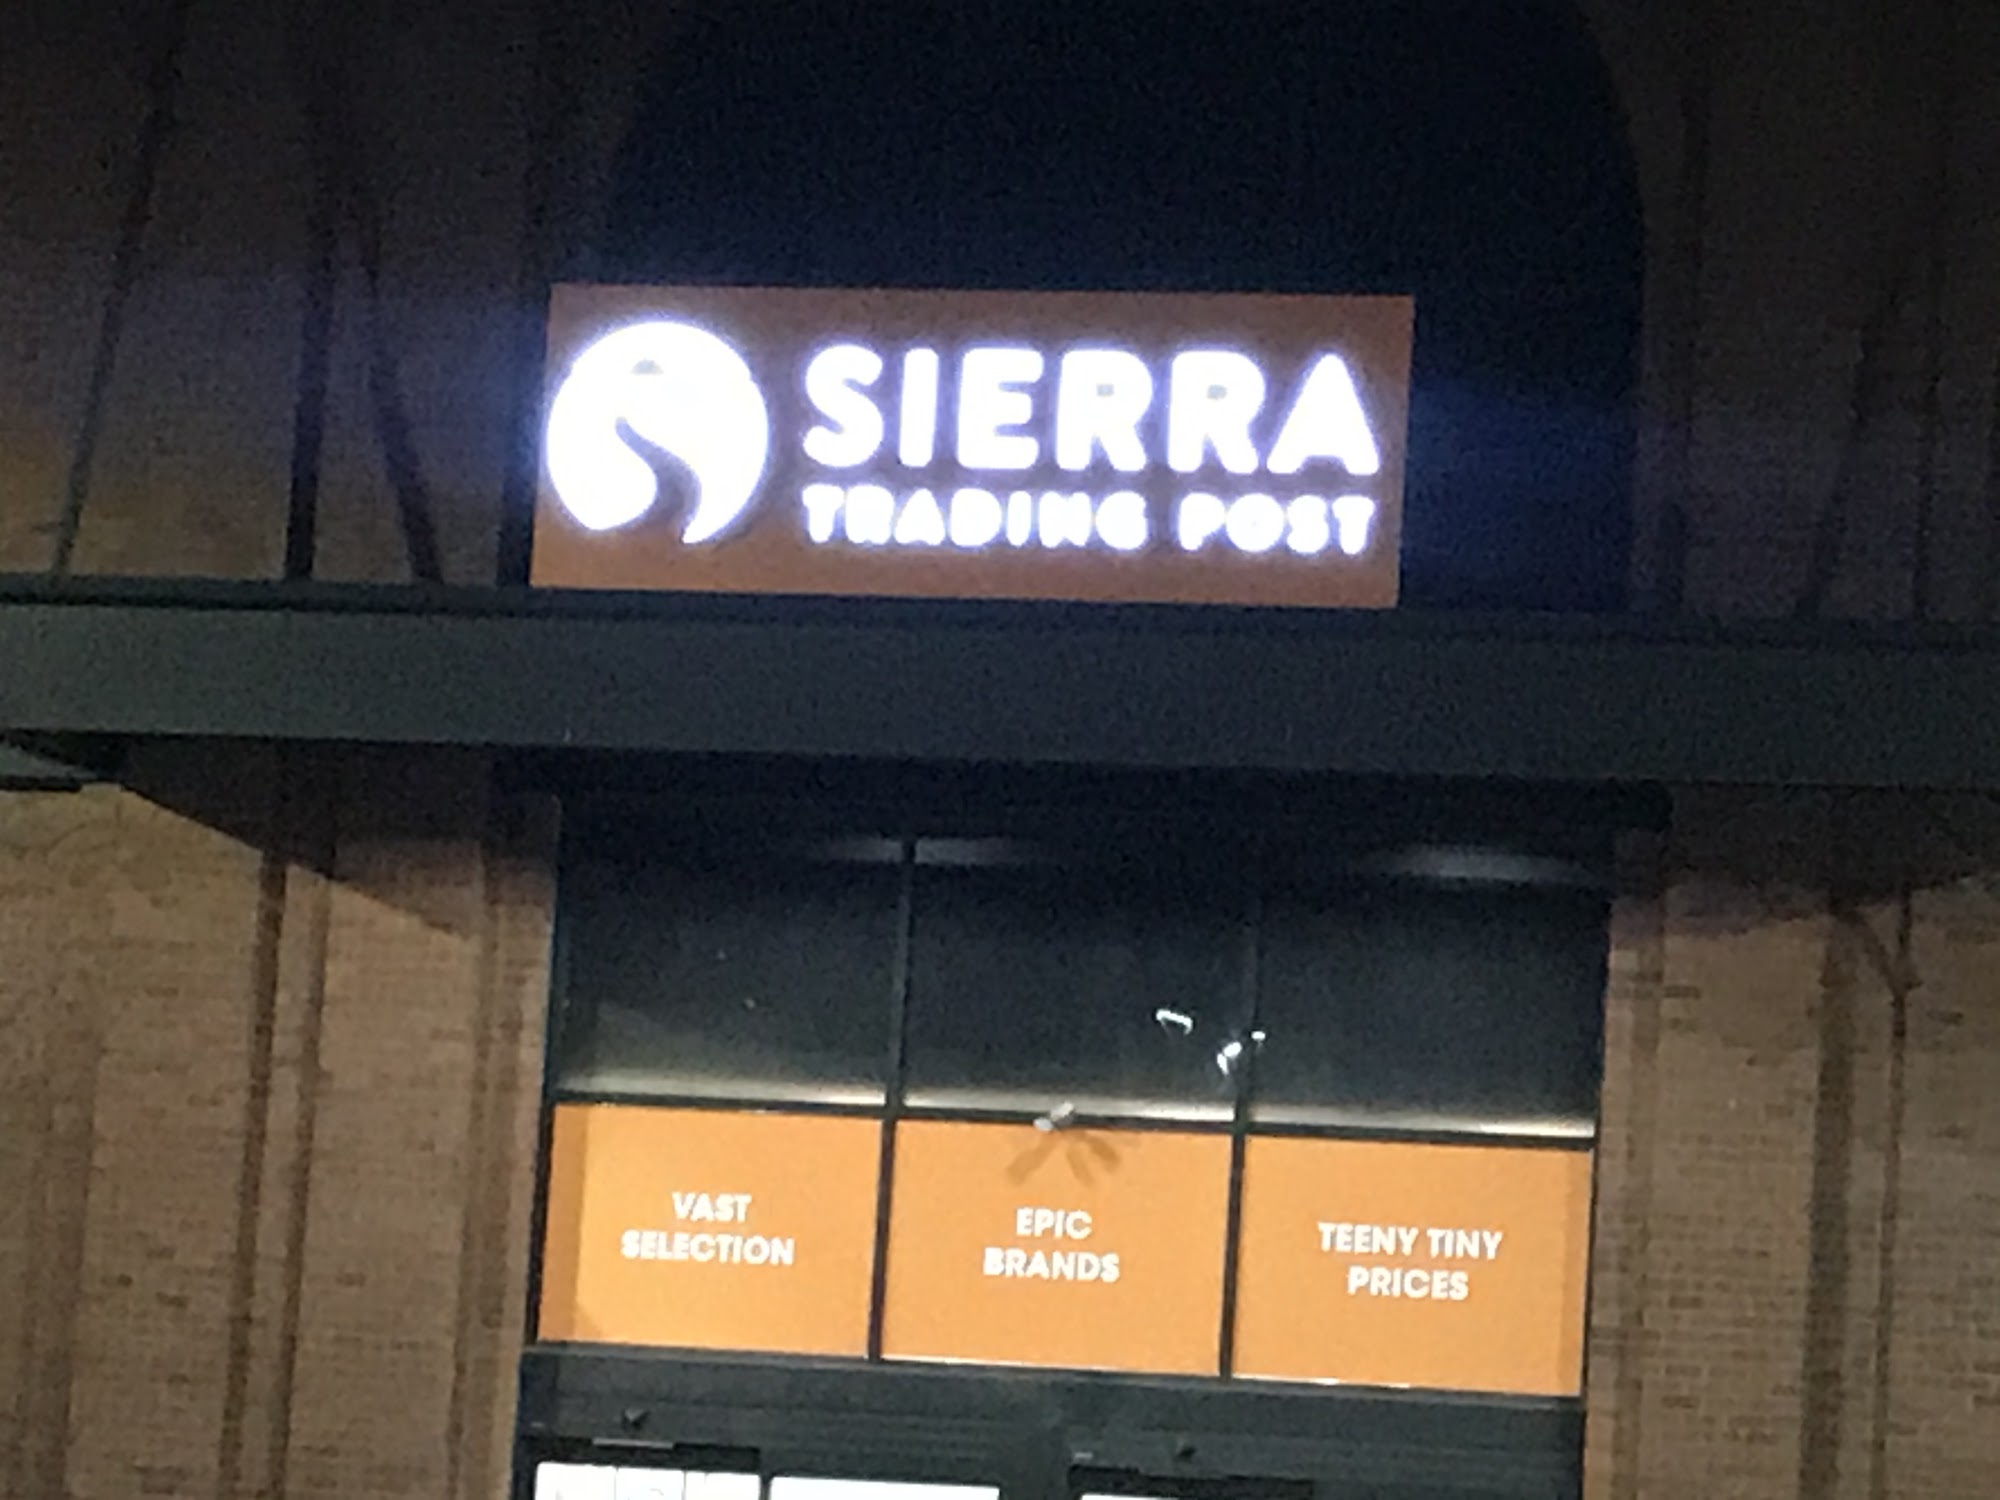 SIERRA
TRADING POST
VAST
SELECTION
EPIC
BRANDS
TEENY TINY
PRICES